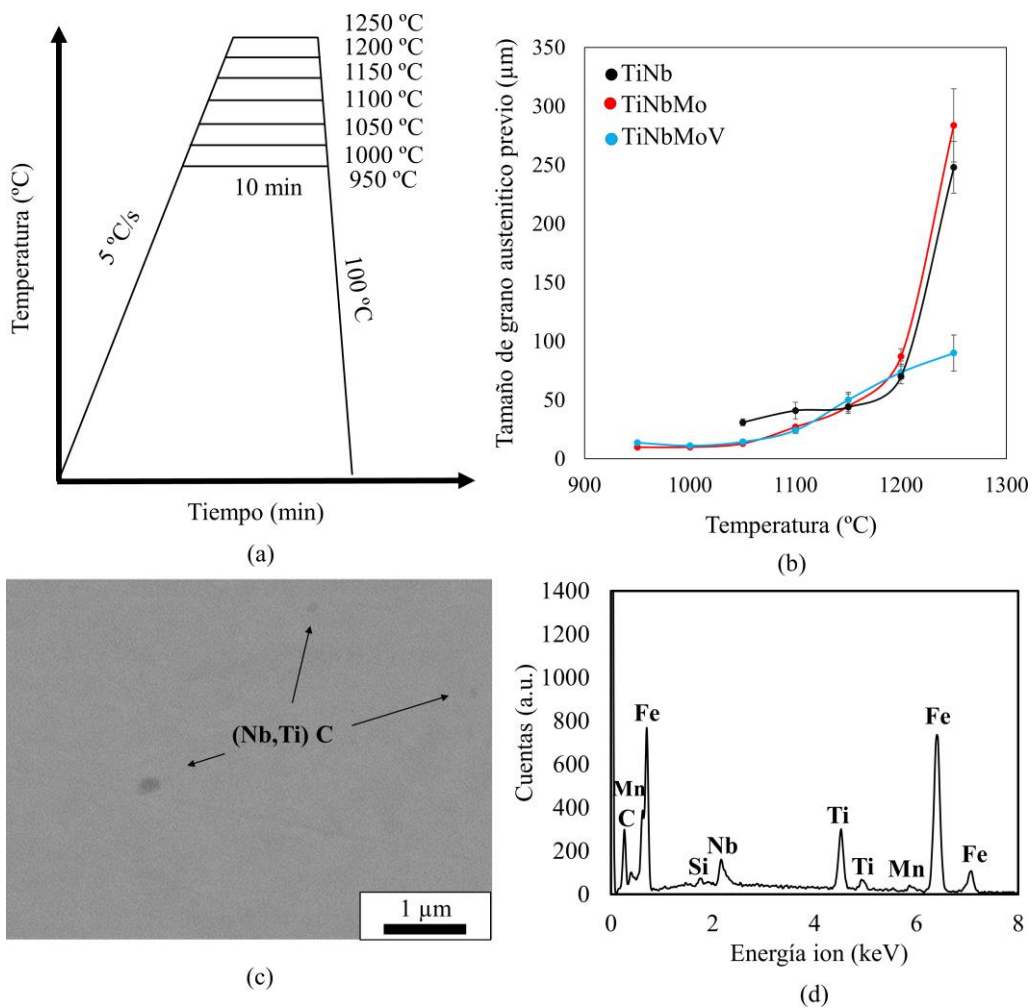 1250 ºC
1200 ºC
1150 ºC
1100 ºC
1050 ºC
1000 ºC
950 ºC
10 min
5 ºC/s
100 ºC
Temperatura (ºC)
Tiempo (min)
(a)
350
300
250
200
150
100
50
0
TiNb
TiNbMo
TiNbMoV
Tamaño de grano austenitico previo (µm)
900 1000 1100 1200 1300
Temperatura (ºC)
(b)
(Nb,Ti) C
1 µm
(c)
1400
1200
1000
800
600
400
200
0
Cuentas (a.u.)
Fe
Fe
Mn
C
Ti
Nb
Si
Ti
Mn
Fe
0 2 4 6 8
Energía ion (keV)
(d)